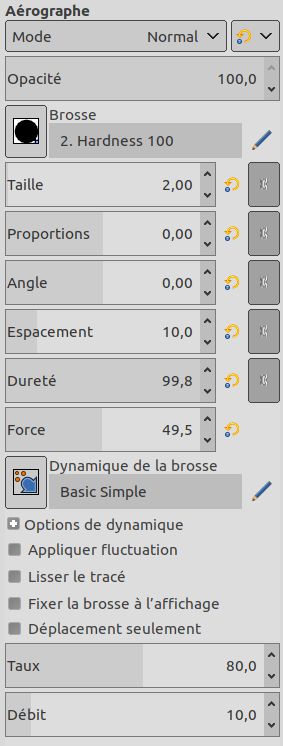 Aérographe
Mode Normal
Opacité 100,0
Brosse
2. Hardness 100
Taille 2,00
Proportions 0,00
Angle 0,00
Espacement 10,0
Dureté 99,8
Force 49,5
Dynamique de la brosse
Basic Simple
Options de dynamique
Appliquer fluctuation
Lisser le tracé
Fixer la brosse à l’affichage
Déplacement seulement
Taux 80,0
Débit 10,0